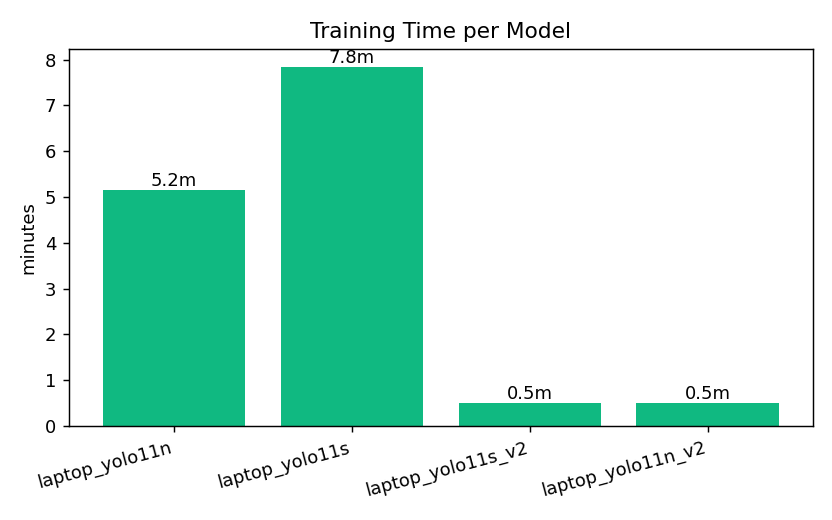 Training Time per Model
minutes
8
7
6
5
4
3
2
1
0
5.2m
7.8m
0.5m
0.5m
laptop_yolo11n
laptop_yolo11s
laptop_yolo11s_v2
laptop_yolo11n_v2